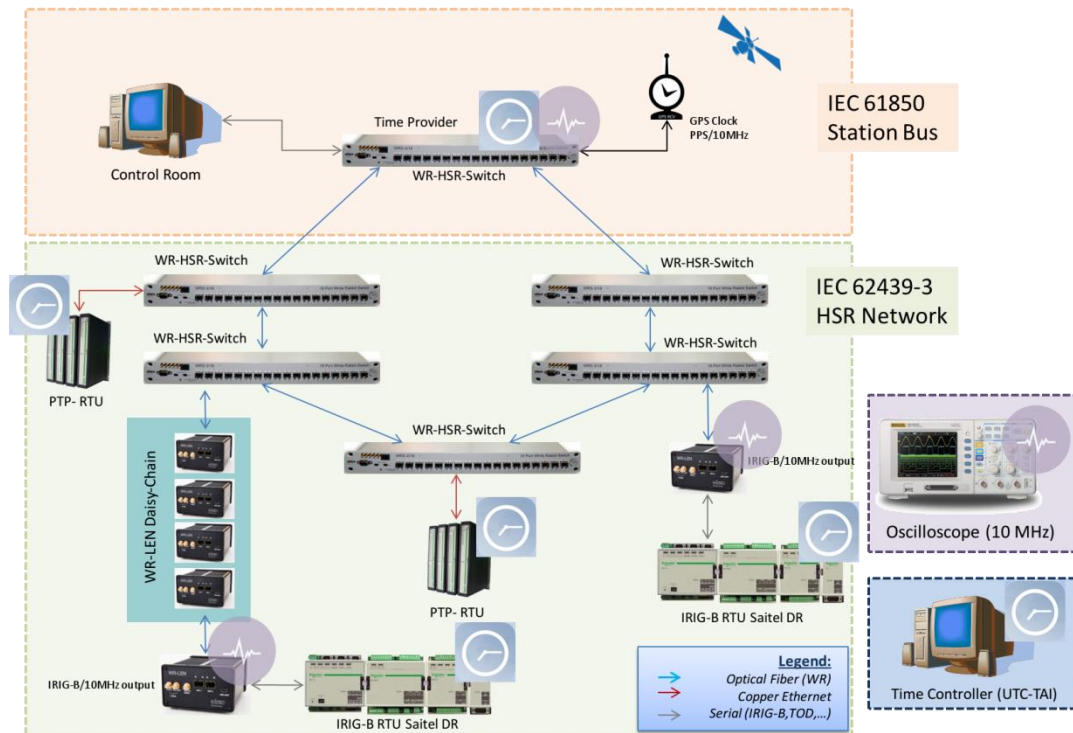 IEC 61850
Station Bus
Time Provider
GPS Clock
PPS/10MHz
Control Room
WR-HSR-Switch
WR-HSR-Switch
WR-HSR-Switch
IEC 62439-3
HSR Network
WR-HSR-Switch
WR-HSR-Switch
PTP- RTU
WR-HSR-Switch
WR-LEN Daisy-Chain
IRIG-B/10MHz output
Oscilloscope (10 MHz)
PTP- RTU
IRIG-B RTU Saitel DR
IRIG-B/10MHz output
WR-LEN
IRIG-B RTU Saitel DR
Legend:
Optical Fiber (WR)
Copper Ethernet
Serial (IRIG-B,TOD,...)
Time Controller (UTC-TAI)